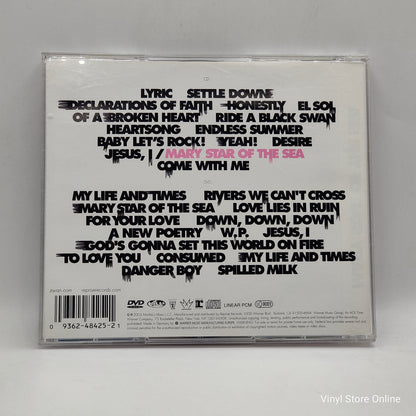 CD
LYRIC SETTLE DOWN
DECLARATIONS OF FAITH HONESTLY EL SOL
OF A BROKEN HEART RIDE A BLACK SWAN
HEARTSONG ENDLESS SUMMER
BABY LET'S ROCK! YEAH! DESIRE
JESUS, I / MARY STAR OF THE SEA
COME WITH ME
MY LIFE AND TIMES RIVERS WE CAN'T CROSS
MARY STAR OF THE SEA LOVE LIES IN RUIN
FOR YOUR LOVE DOWN, DOWN, DOWN
A NEW POETRY W.P. JESUS, I
GOD'S GONNA SET THIS WORLD ON FIRE
TO LOVE YOU CONSUMED MY LIFE AND TIMES
DANGER BOY SPILLED MILK
zwan.com repriserecords.com
DVD LINEAR PCM
0 9362-48425-2 1
Vinyl Store Online